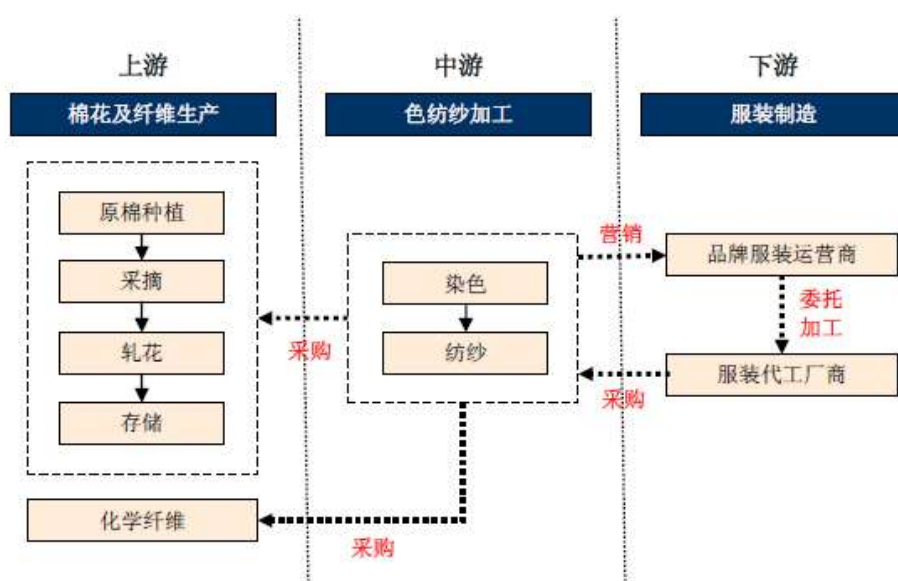 上游
中游
下游
棉花及纤维生产
色纺纱加工
服装制造
原棉种植
采摘
轧花
存储
化学纤维
采购
染色
纺纱
采购
营销
品牌服装运营商
委托
加工
服装代工厂商
采购